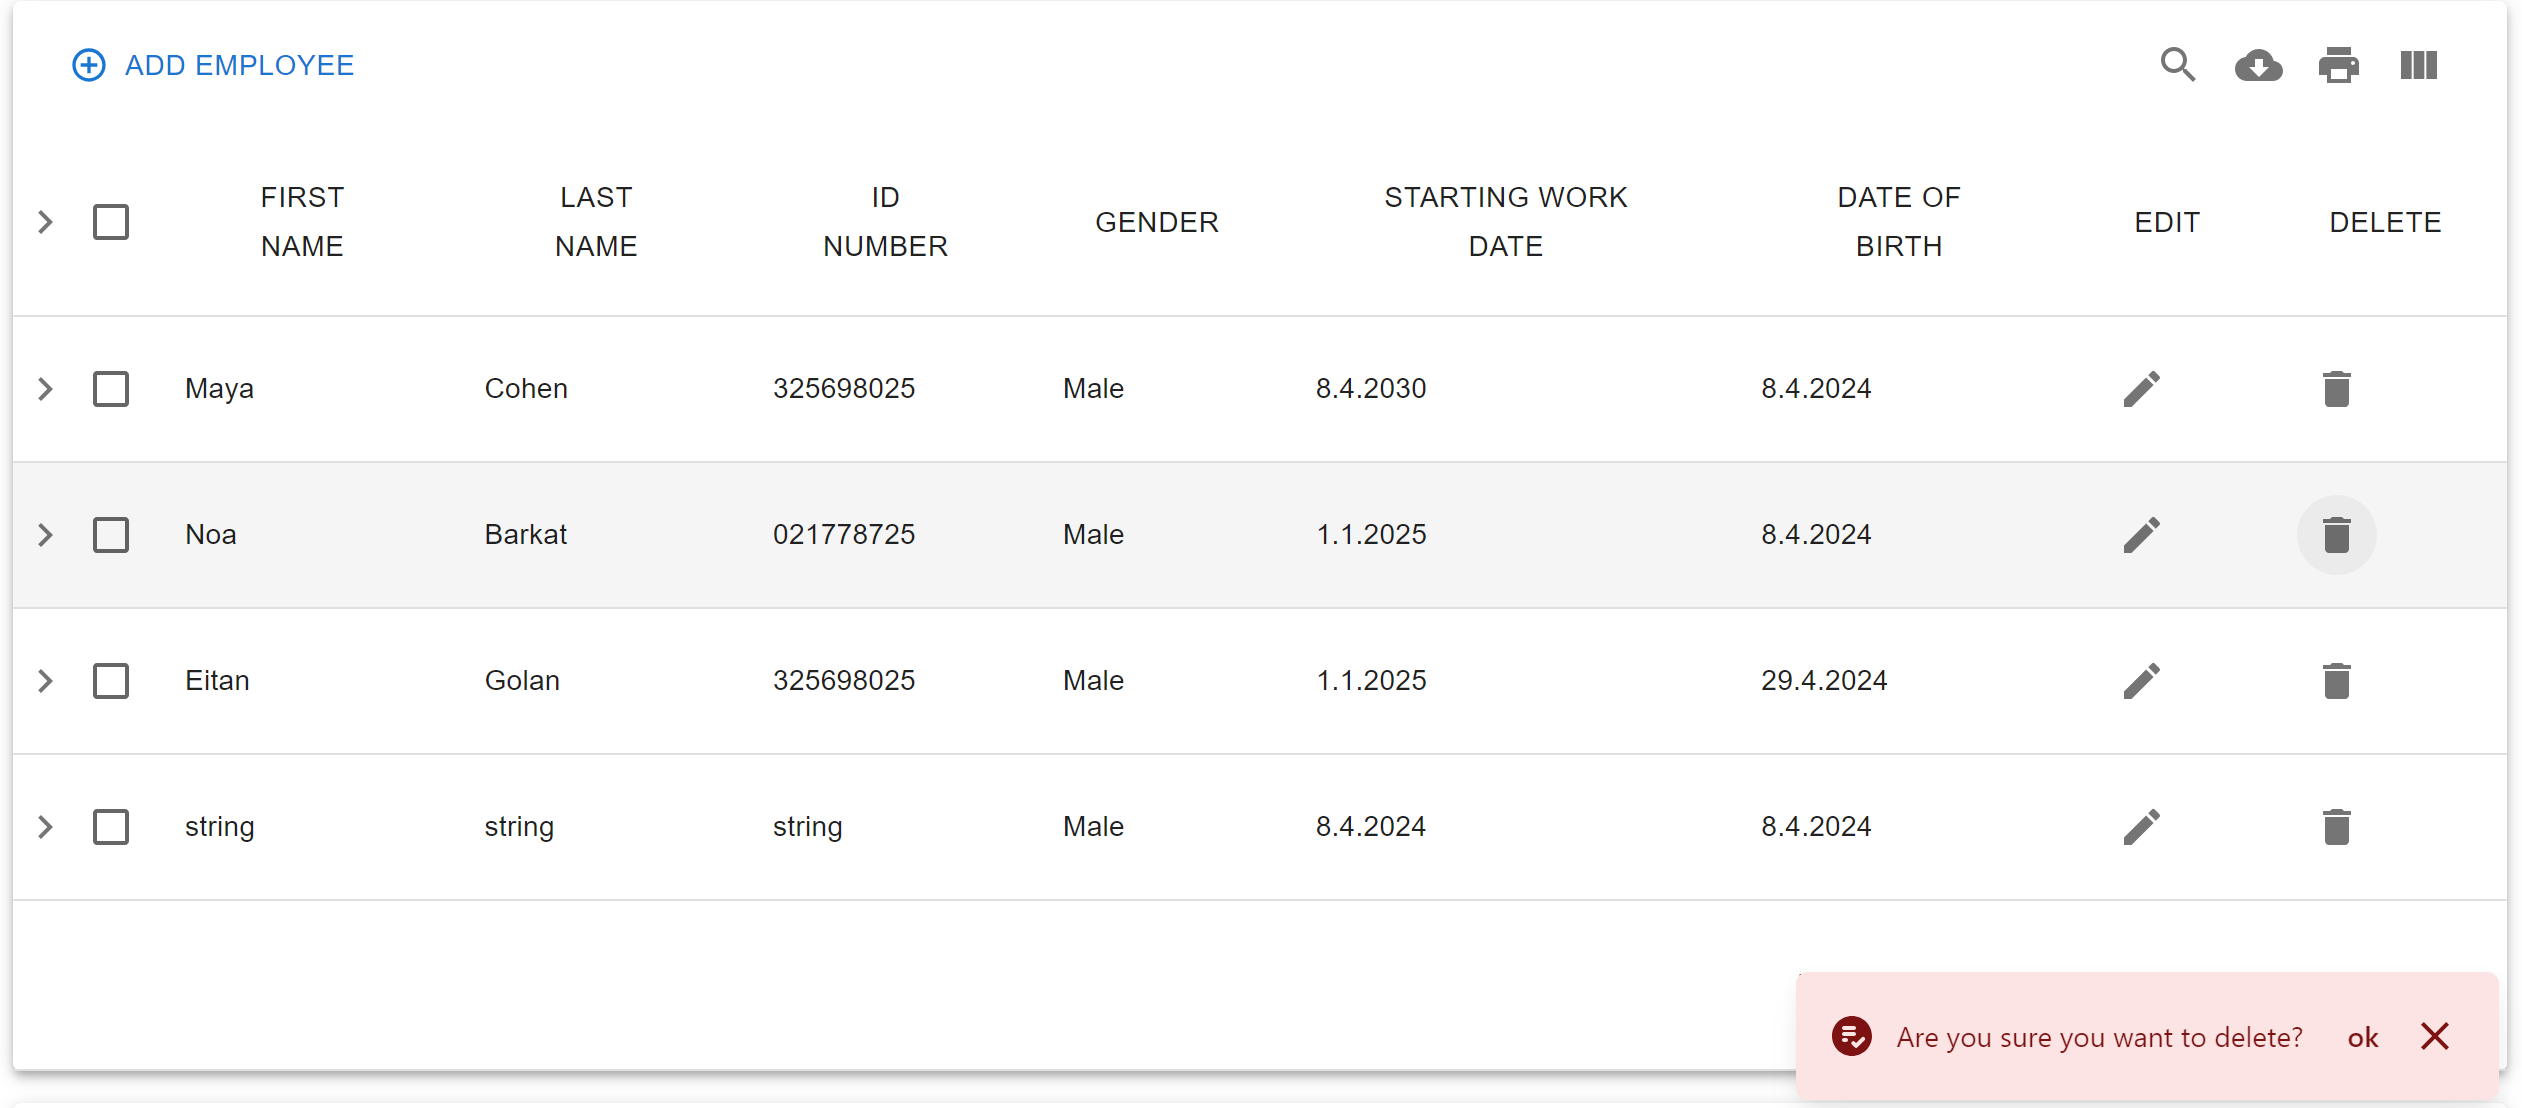 ADD EMPLOYEE
FIRST NAME LAST NAME ID NUMBER GENDER STARTING WORK DATE DATE OF BIRTH EDIT DELETE
Maya Cohen 325698025 Male 8.4.2030 8.4.2024
Noa Barkat 021778725 Male 1.1.2025 8.4.2024
Eitan Golan 325698025 Male 1.1.2025 29.4.2024
string string string Male 8.4.2024 8.4.2024
Are you sure you want to delete? ok